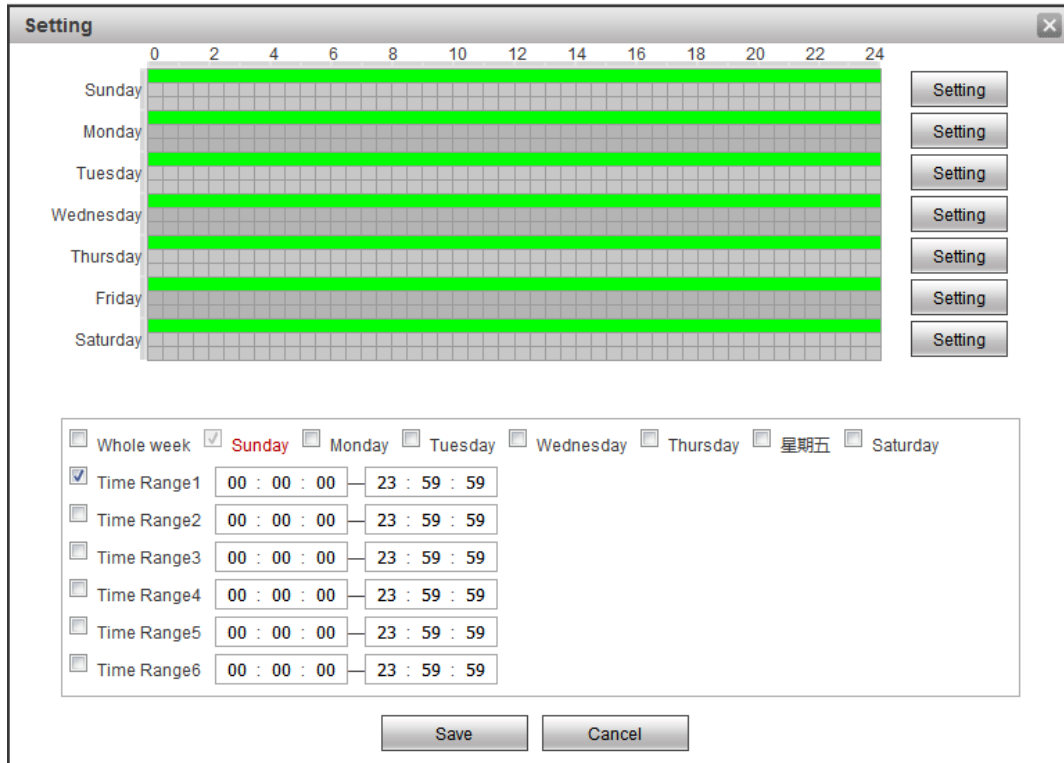 Setting
0 2 4 6 8 10 12 14 16 18 20 22 24
Sunday Setting
Monday Setting
Tuesday Setting
Wednesday Setting
Thursday Setting
Friday Setting
Saturday Setting
Whole week Sunday Monday Tuesday Wednesday Thursday 星期五 Saturday
Time Range1 00 : 00 : 00 — 23 : 59 : 59
Time Range2 00 : 00 : 00 — 23 : 59 : 59
Time Range3 00 : 00 : 00 — 23 : 59 : 59
Time Range4 00 : 00 : 00 — 23 : 59 : 59
Time Range5 00 : 00 : 00 — 23 : 59 : 59
Time Range6 00 : 00 : 00 — 23 : 59 : 59
Save Cancel